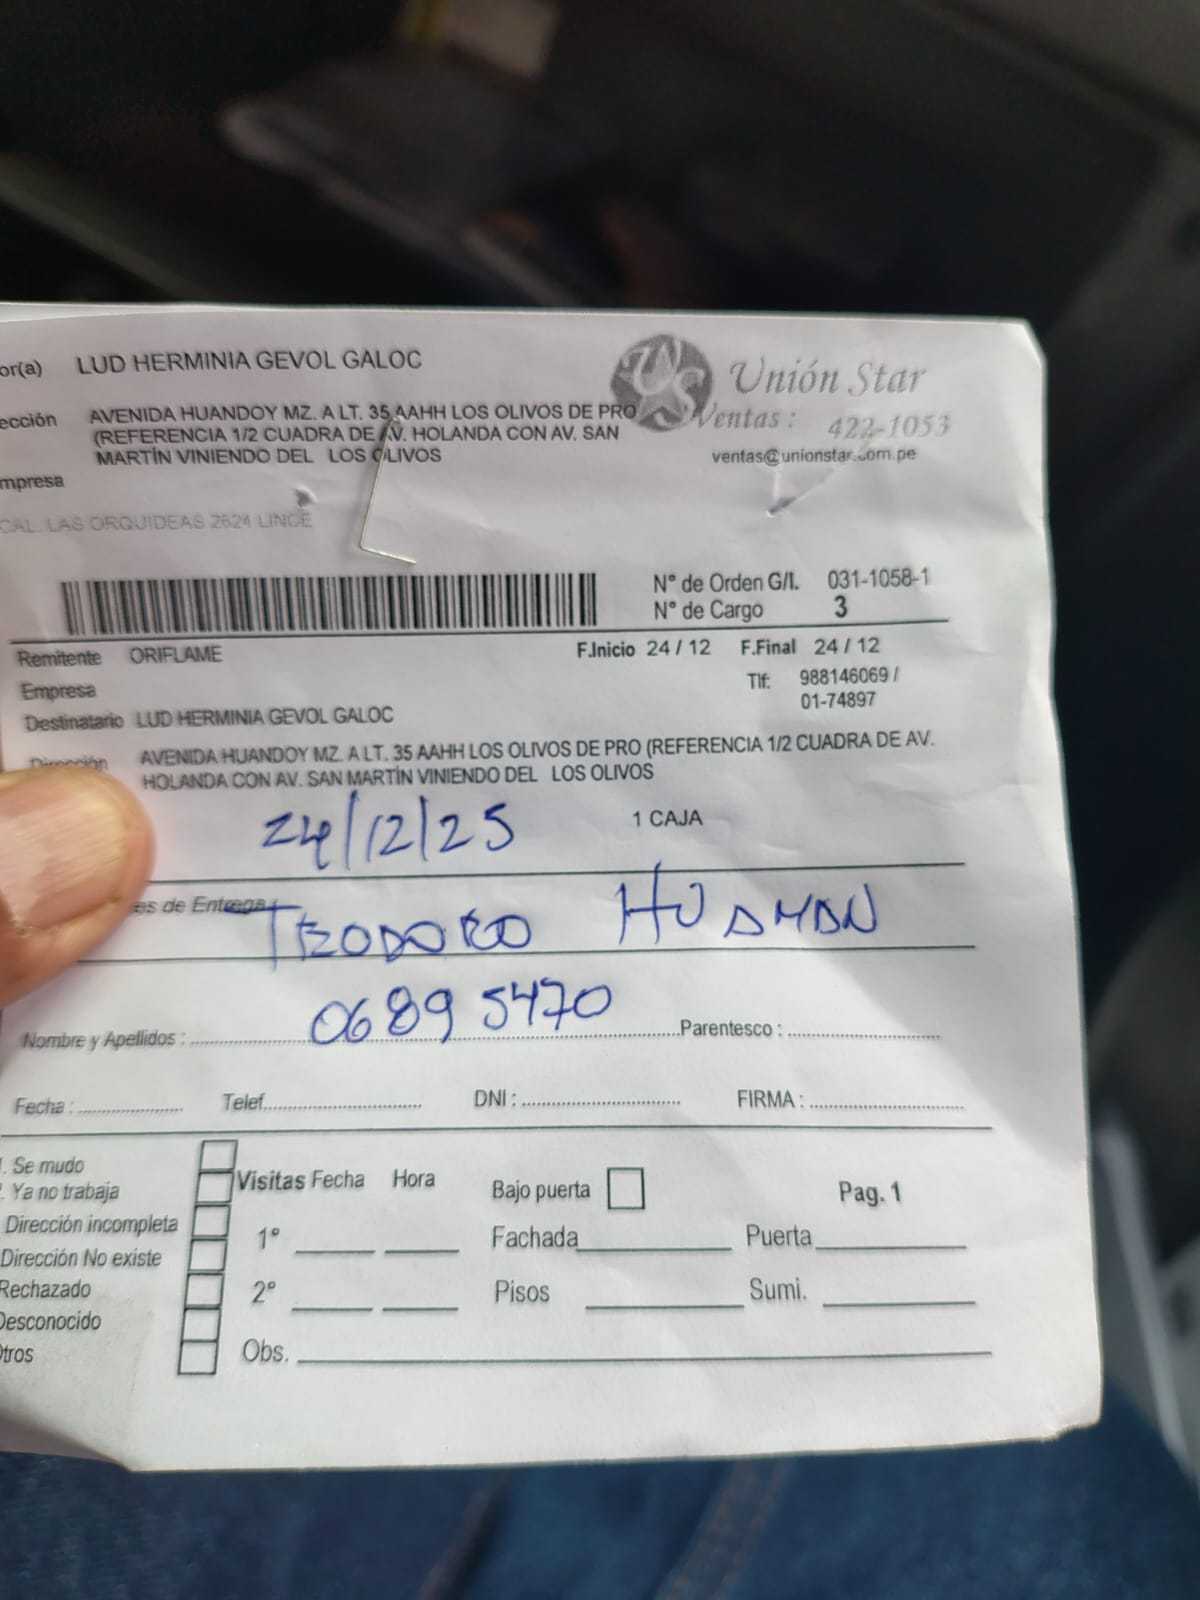 or(a) LUD HERMINIA GEVOL GALOC
Unión Star
ección AVENIDA HUANDOY MZ. A LT. 35 AAHH LOS OLIVOS DE PRO
Ventas : 422-1053
(REFERENCIA 1/2 CUADRA DE AV. HOLANDA CON AV. SAN
MARTÍN VINIENDO DEL LOS OLIVOS
ventas@unionstar.com.pe
mpresa
CAL. LAS ORQUIDEAS 2624 LINCE
N° de Orden G/I. 031-1058-1
N° de Cargo 3
Remitente ORIFLAME F.Inicio 24 / 12 F.Final 24 / 12
Empresa Tlf: 988146069 /
01-74897
Destinatario LUD HERMINIA GEVOL GALOC
Dirección AVENIDA HUANDOY MZ. A LT. 35 AAHH LOS OLIVOS DE PRO (REFERENCIA 1/2 CUADRA DE AV.
HOLANDA CON AV. SAN MARTÍN VINIENDO DEL LOS OLIVOS
24/12/25 1 CAJA
es de Entrega : TEODORO HUAMAN
06895470
Nombre y Apellidos : Parentesco :
Fecha : Telef. DNI : FIRMA :
1. Se mudo
2. Ya no trabaja Visitas Fecha Hora Bajo puerta Pag. 1
Dirección incompleta 1° Fachada Puerta
Dirección No existe
Rechazado 2° Pisos Sumi.
Desconocido
Otros Obs.